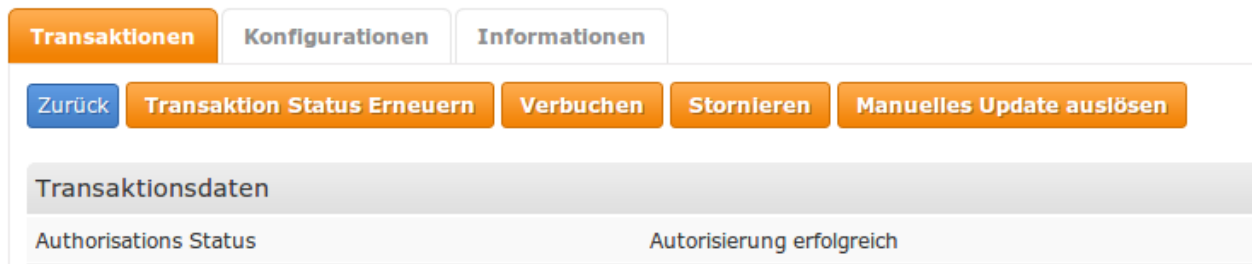 Transaktionen Konfigurationen Informationen
Zurück Transaktion Status Erneuern Verbuchen Stornieren Manuelles Update auslösen
Transaktionsdaten
Authorisations Status Autorisierung erfolgreich